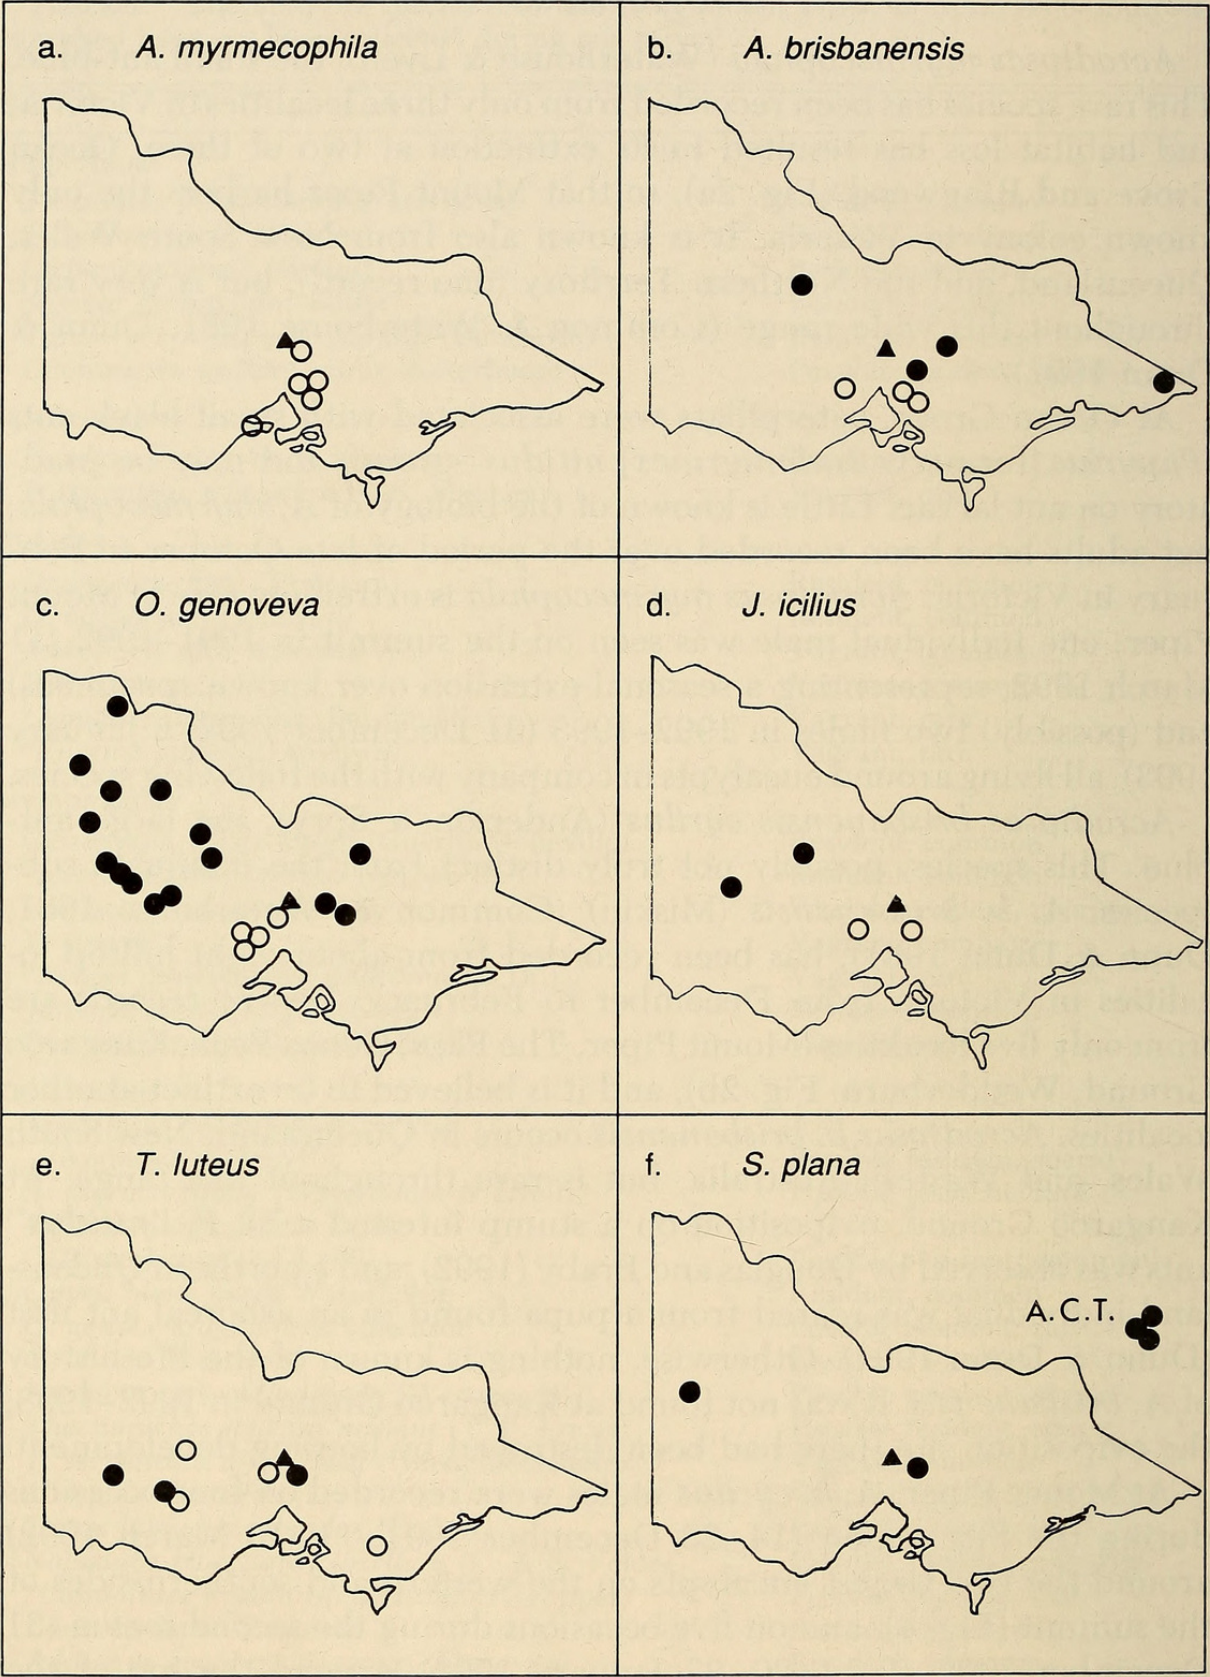 a. A. myrmecophila
b. A. brisbanensis
c. O. genoveva
d. J. icilius
e. T. luteus
f. S. plana
A.C.T.